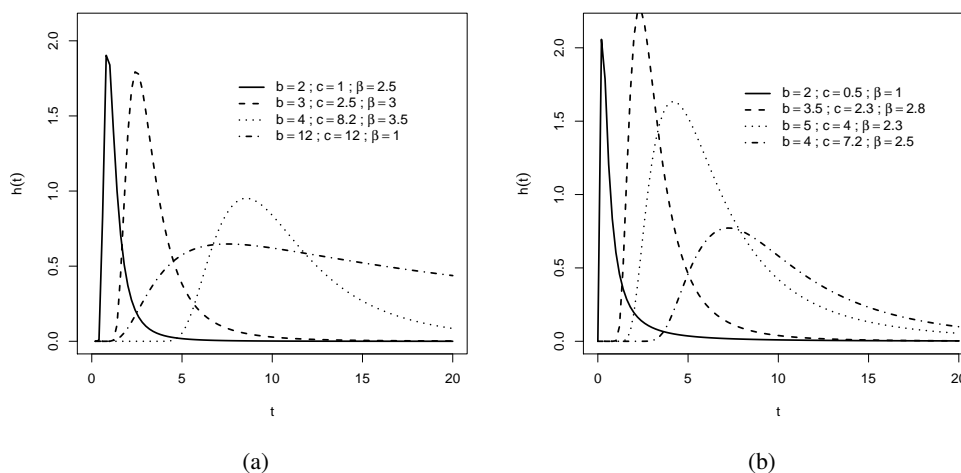 2.0
1.5
1.0
0.5
0.0
h(t)
b = 2 ; c = 1 ; β = 2.5
b = 3 ; c = 2.5 ; β = 3
b = 4 ; c = 8.2 ; β = 3.5
b = 12 ; c = 12 ; β = 1
0 5 10 15 20
t
(a)
2.0
1.5
1.0
0.5
0.0
h(t)
b = 2 ; c = 0.5 ; β = 1
b = 3.5 ; c = 2.3 ; β = 2.8
b = 5 ; c = 4 ; β = 2.3
b = 4 ; c = 7.2 ; β = 2.5
0 5 10 15 20
t
(b)